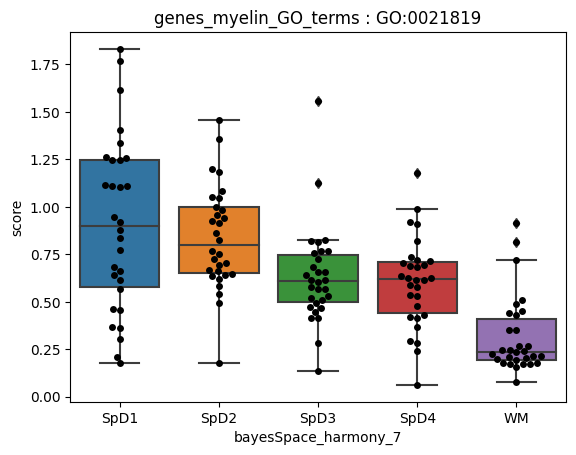 genes_myelin_GO_terms : GO:0021819
score
1.75
1.50
1.25
1.00
0.75
0.50
0.25
0.00
SpD1 SpD2 SpD3 SpD4 WM
bayesSpace_harmony_7